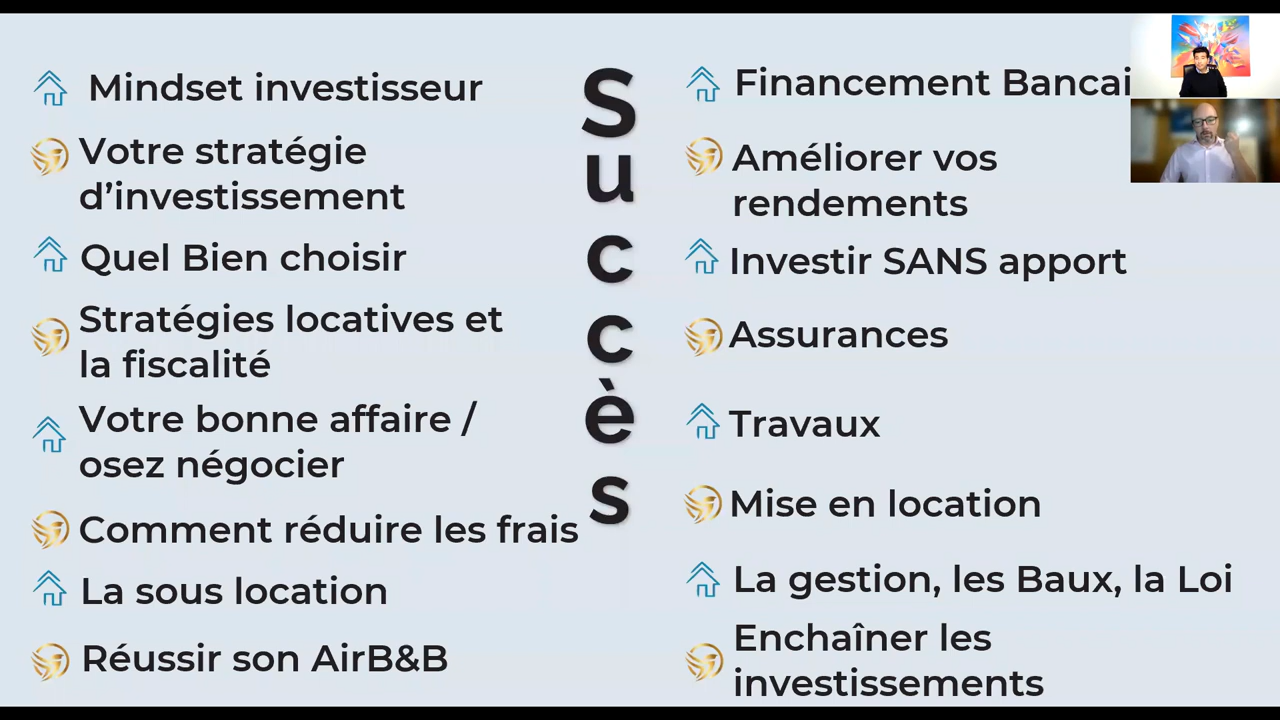 Mindset investisseur
Votre stratégie
d’investissement
Quel Bien choisir
Stratégies locatives et
la fiscalité
Votre bonne affaire /
osez négocier
Comment réduire les frais
La sous location
Réussir son AirB&B
Succès
Financement Bancai
Améliorer vos
rendements
Investir SANS apport
Assurances
Travaux
Mise en location
La gestion, les Baux, la Loi
Enchaîner les
investissements